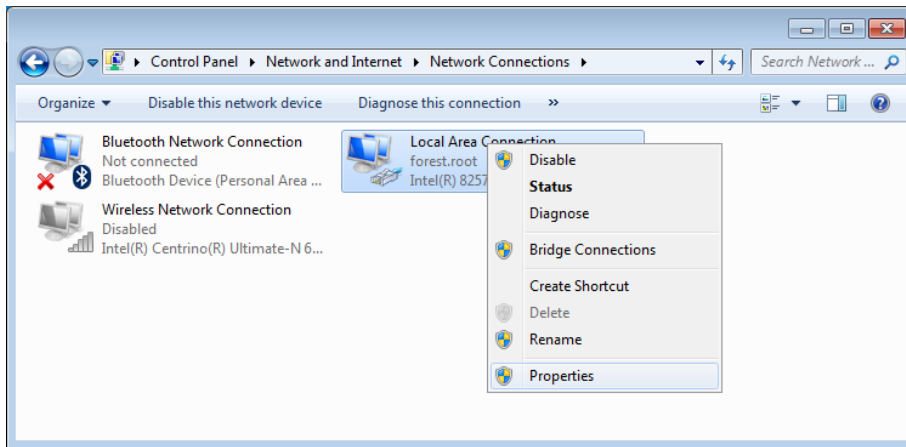 Control Panel Network and Internet Network Connections Search Network ...
Organize Disable this network device Diagnose this connection »
Bluetooth Network Connection
Not connected
Bluetooth Device (Personal Area ...
Local Area Connection
forest.root
Intel(R) 8257
Wireless Network Connection
Disabled
Intel(R) Centrino(R) Ultimate-N 6...
Disable
Status
Diagnose
Bridge Connections
Create Shortcut
Delete
Rename
Properties